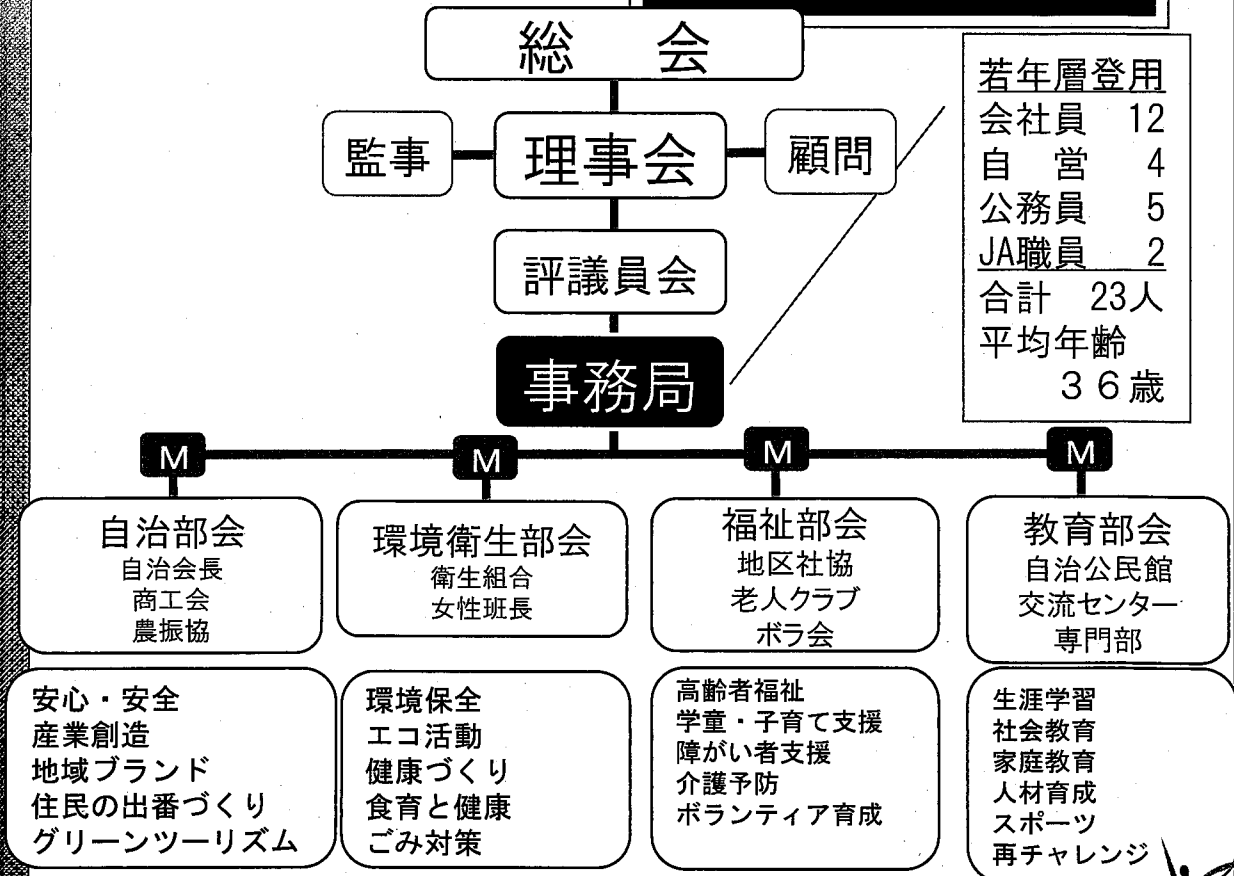 総　会
監事
理事会
顧問
評議員会
事務局
若年層登用
会社員　12
自　営　4
公務員　5
JA職員　2
合計　23人
平均年齢
３６歳
M
M
M
M
自治部会
自治会長
商工会
農振協
環境衛生部会
衛生組合
女性班長
福祉部会
地区社協
老人クラブ
ボラ会
教育部会
自治公民館
交流センター
専門部
安心・安全
産業創造
地域ブランド
住民の出番づくり
グリーンツーリズム
環境保全
エコ活動
健康づくり
食育と健康
ごみ対策
高齢者福祉
学童・子育て支援
障がい者支援
介護予防
ボランティア育成
生涯学習
社会教育
家庭教育
人材育成
スポーツ
再チャレンジ